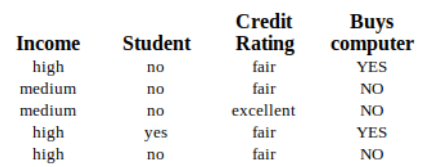 Income Student Credit Rating Buys computer
high no fair YES
medium no fair NO
medium no excellent NO
high yes fair YES
high no fair NO